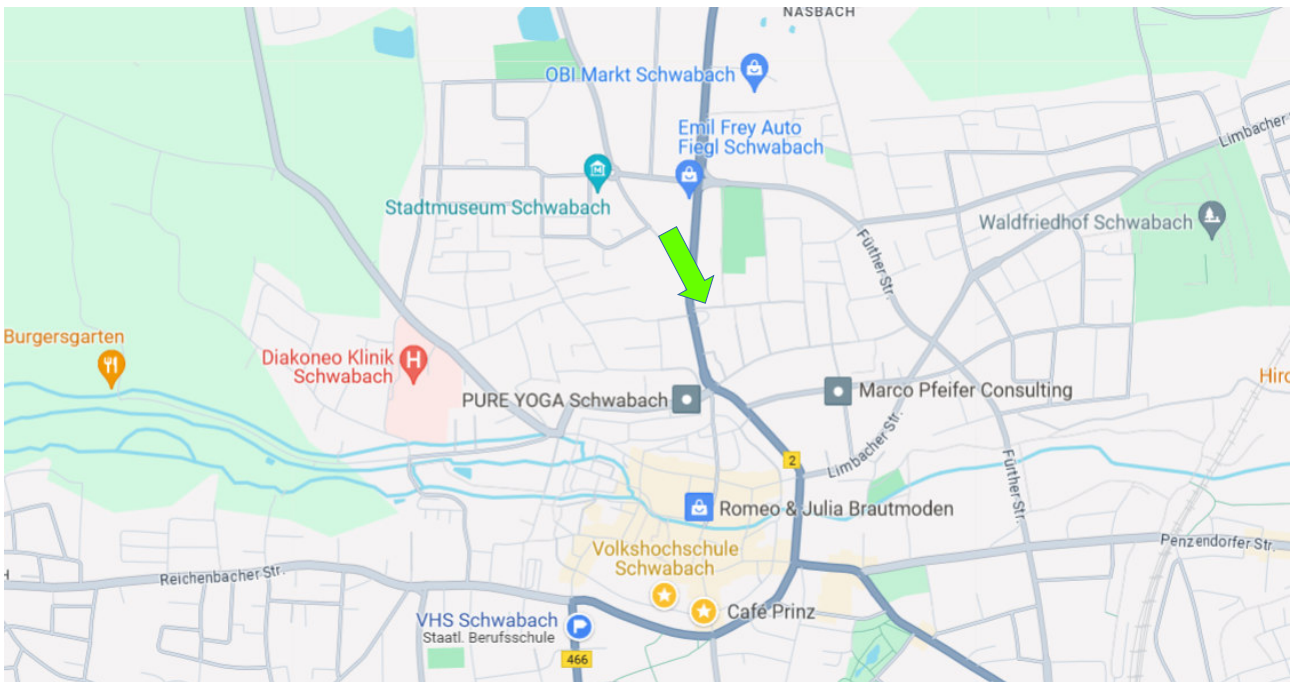 NASBACH
OBI Markt Schwabach
Emil Frey Auto
Fiegl Schwabach
Limbacher
Stadtmuseum Schwabach
Waldfriedhof Schwabach
Fürther Str.
Burgersgarten
Diakoneo Klinik
Schwabach
Hiro
PURE YOGA Schwabach
Marco Pfeifer Consulting
2
Limbacher Str.
Fürther Str.
Romeo & Julia Brautmoden
Penzendorfer Str.
Volkshochschule
Schwabach
Reichenbacher Str.
VHS Schwabach
Staatl. Berufsschule
Café Prinz
466